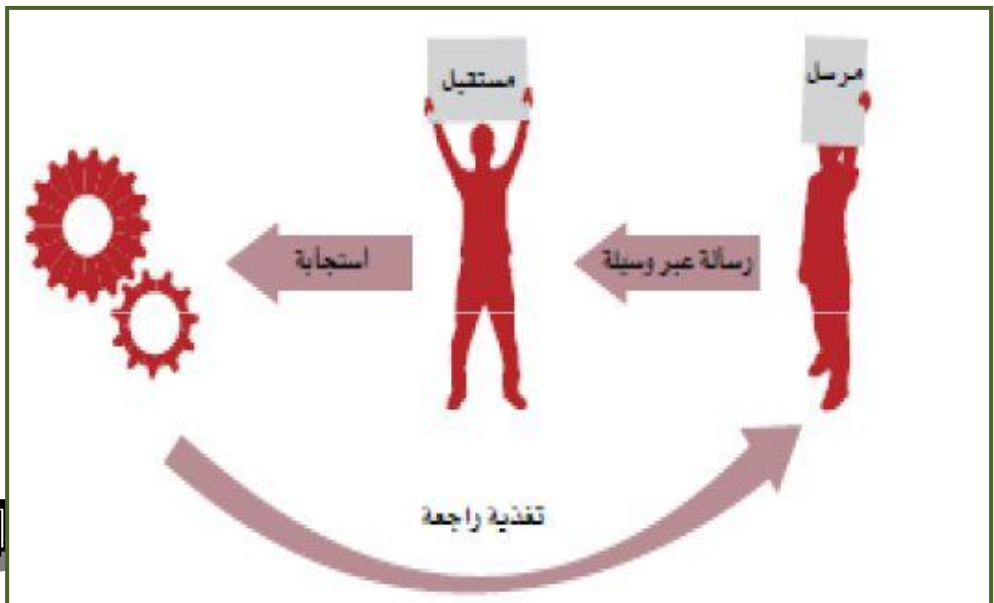 مرسل
مستقبل
رسالة عبر وسيلة
استجابة
تغذية راجعة